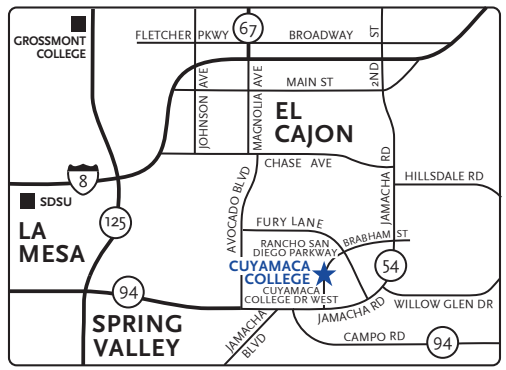 GROSSMONT
COLLEGE
FLETCHER PKWY
67
BROADWAY
2ND ST
MAIN ST
JOHNSON AVE
MAGNOLIA AVE
EL
CAJON
CHASE AVE
8
SDSU
LA
MESA
125
AVOCADO BLVD
JAMACHA RD
HILLSDALE RD
FURY LANE
RANCHO SAN
DIEGO PARKWAY
BRABHAM ST
CUYAMACA
COLLEGE
CUYAMACA
COLLEGE DR WEST
54
94
SPRING
VALLEY
JAMACHA
BLVD
JAMACHA RD
WILLOW GLEN DR
CAMPO RD
94